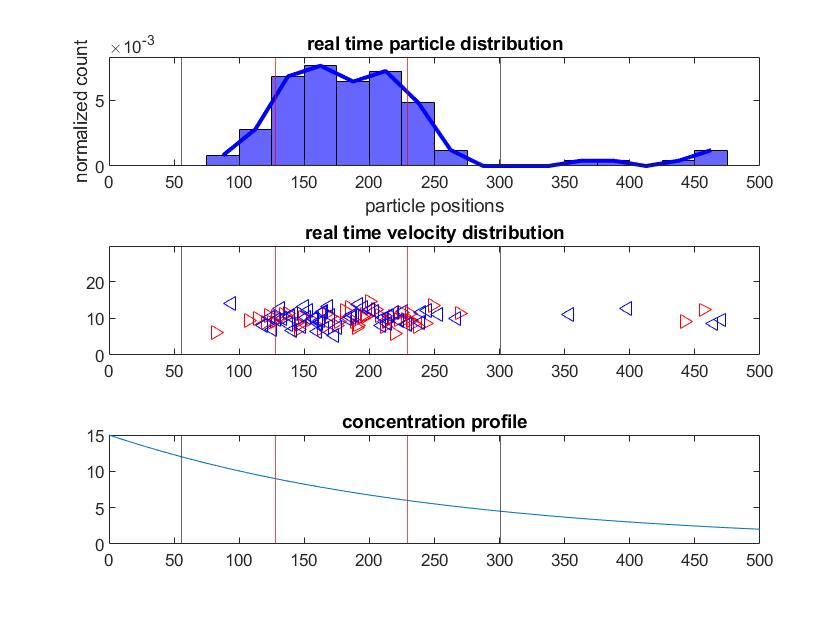 ×10-3
real time particle distribution
normalized count
5
0
0 50 100 150 200 250 300 350 400 450 500
particle positions
real time velocity distribution
20
10
0
0 50 100 150 200 250 300 350 400 450 500
concentration profile
15
10
5
0
0 50 100 150 200 250 300 350 400 450 500